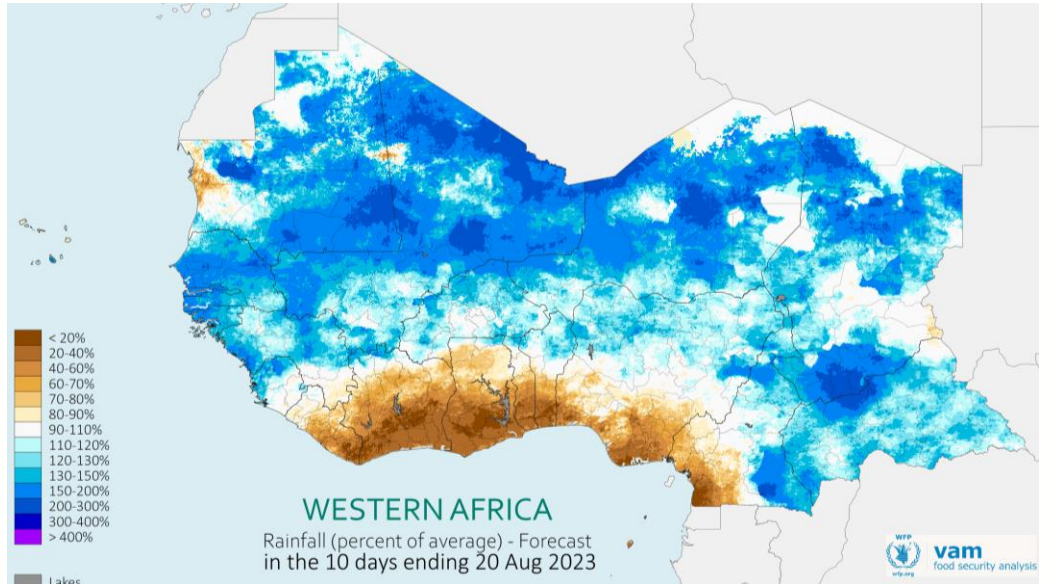 < 20%
20-40%
40-60%
60-70%
70-80%
80-90%
90-110%
110-120%
120-130%
130-150%
150-200%
200-300%
300-400%
> 400%
Lakes
WESTERN AFRICA
Rainfall (percent of average) - Forecast
in the 10 days ending 20 Aug 2023
WFP
wfp.org
vam
food security analysis